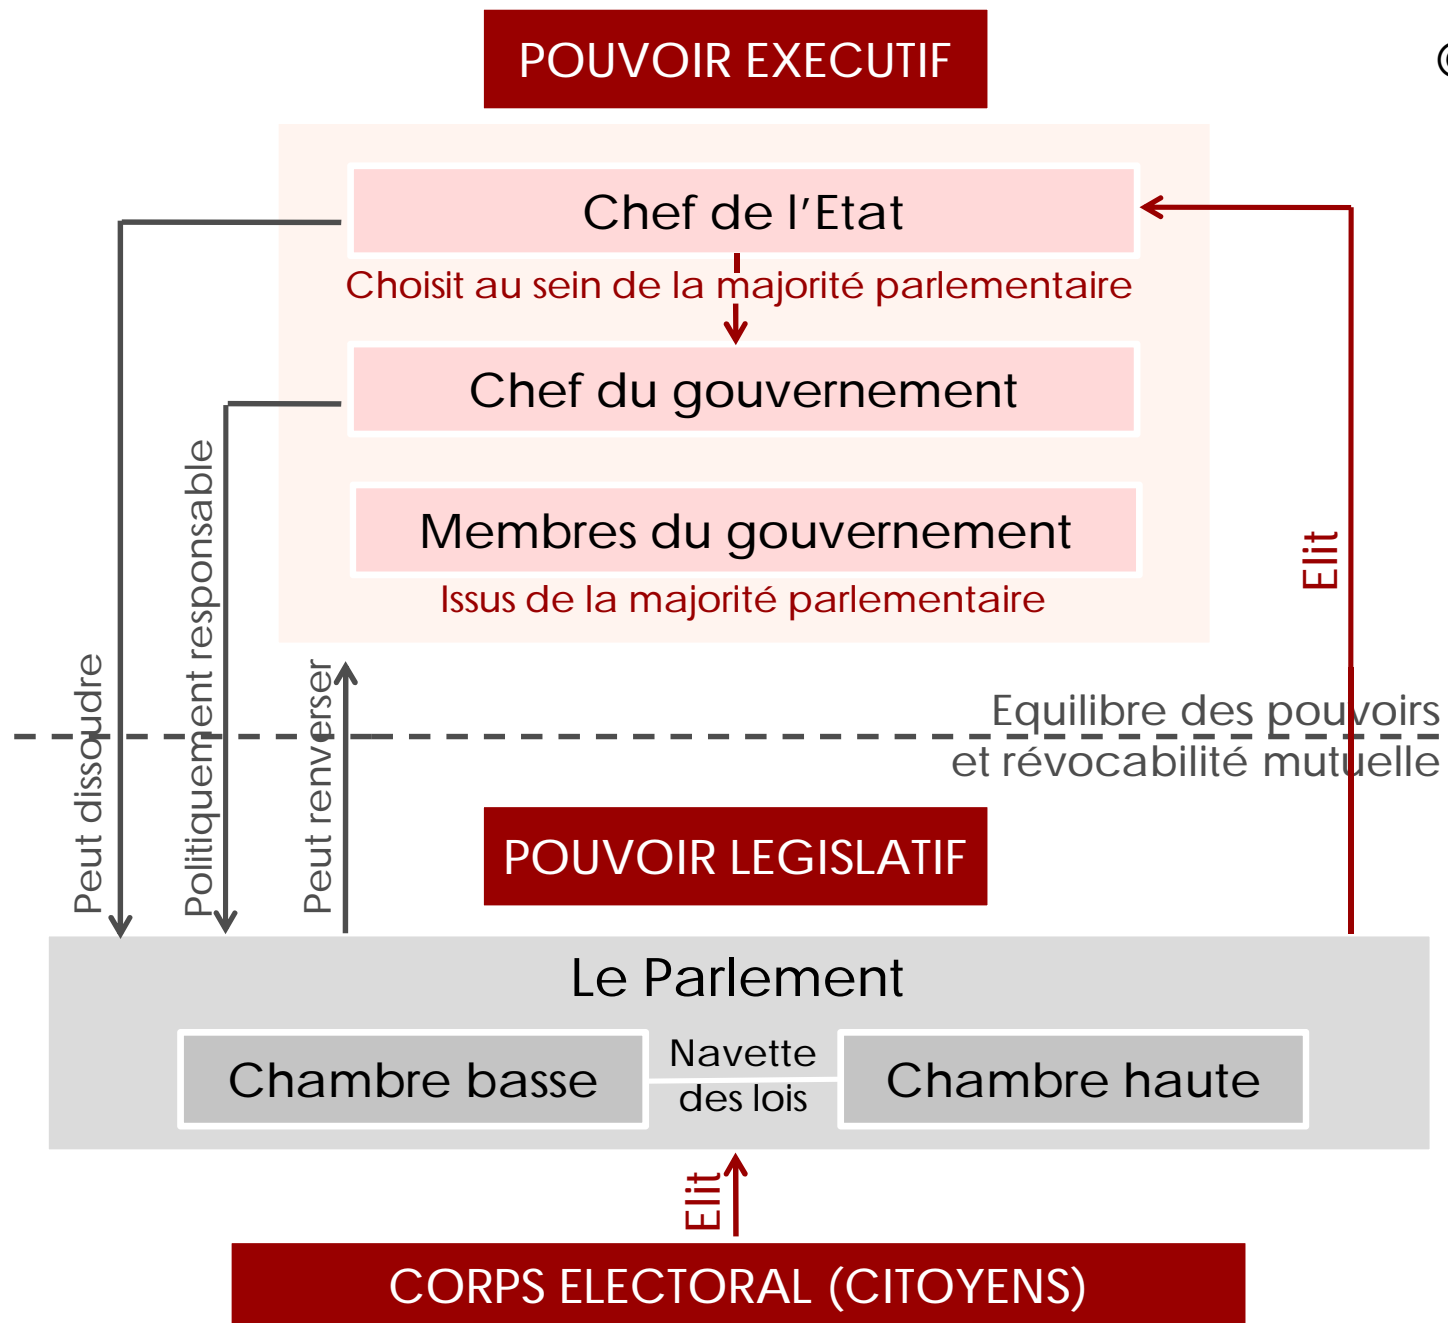 POUVOIR EXECUTIF
©
Chef de l'Etat
Choisit au sein de la majorité parlementaire
Chef du gouvernement
Membres du gouvernement
Issus de la majorité parlementaire
Peut dissoudre
Politiquement responsable
Peut renverser
Elit
Equilibre des pouvoirs
et révocabilité mutuelle
POUVOIR LEGISLATIF
Le Parlement
Chambre basse
Navette
des lois
Chambre haute
Elit
CORPS ELECTORAL (CITOYENS)